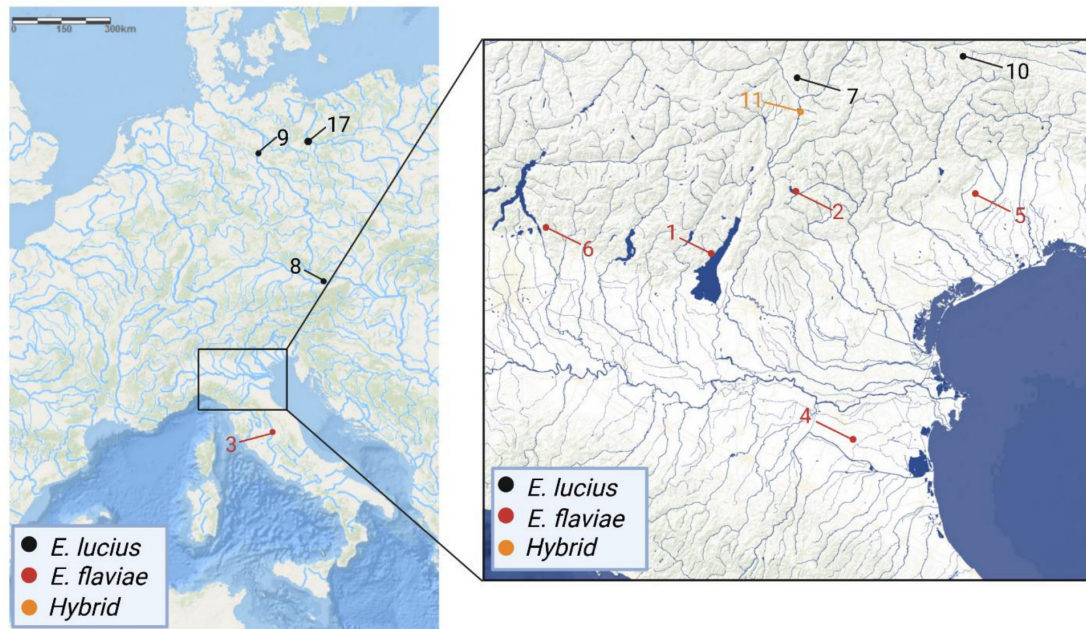 0 150 300km
9
17
8
3
E. lucius
E. flaviae
Hybrid
10
7
11
2
5
6
1
4
E. lucius
E. flaviae
Hybrid